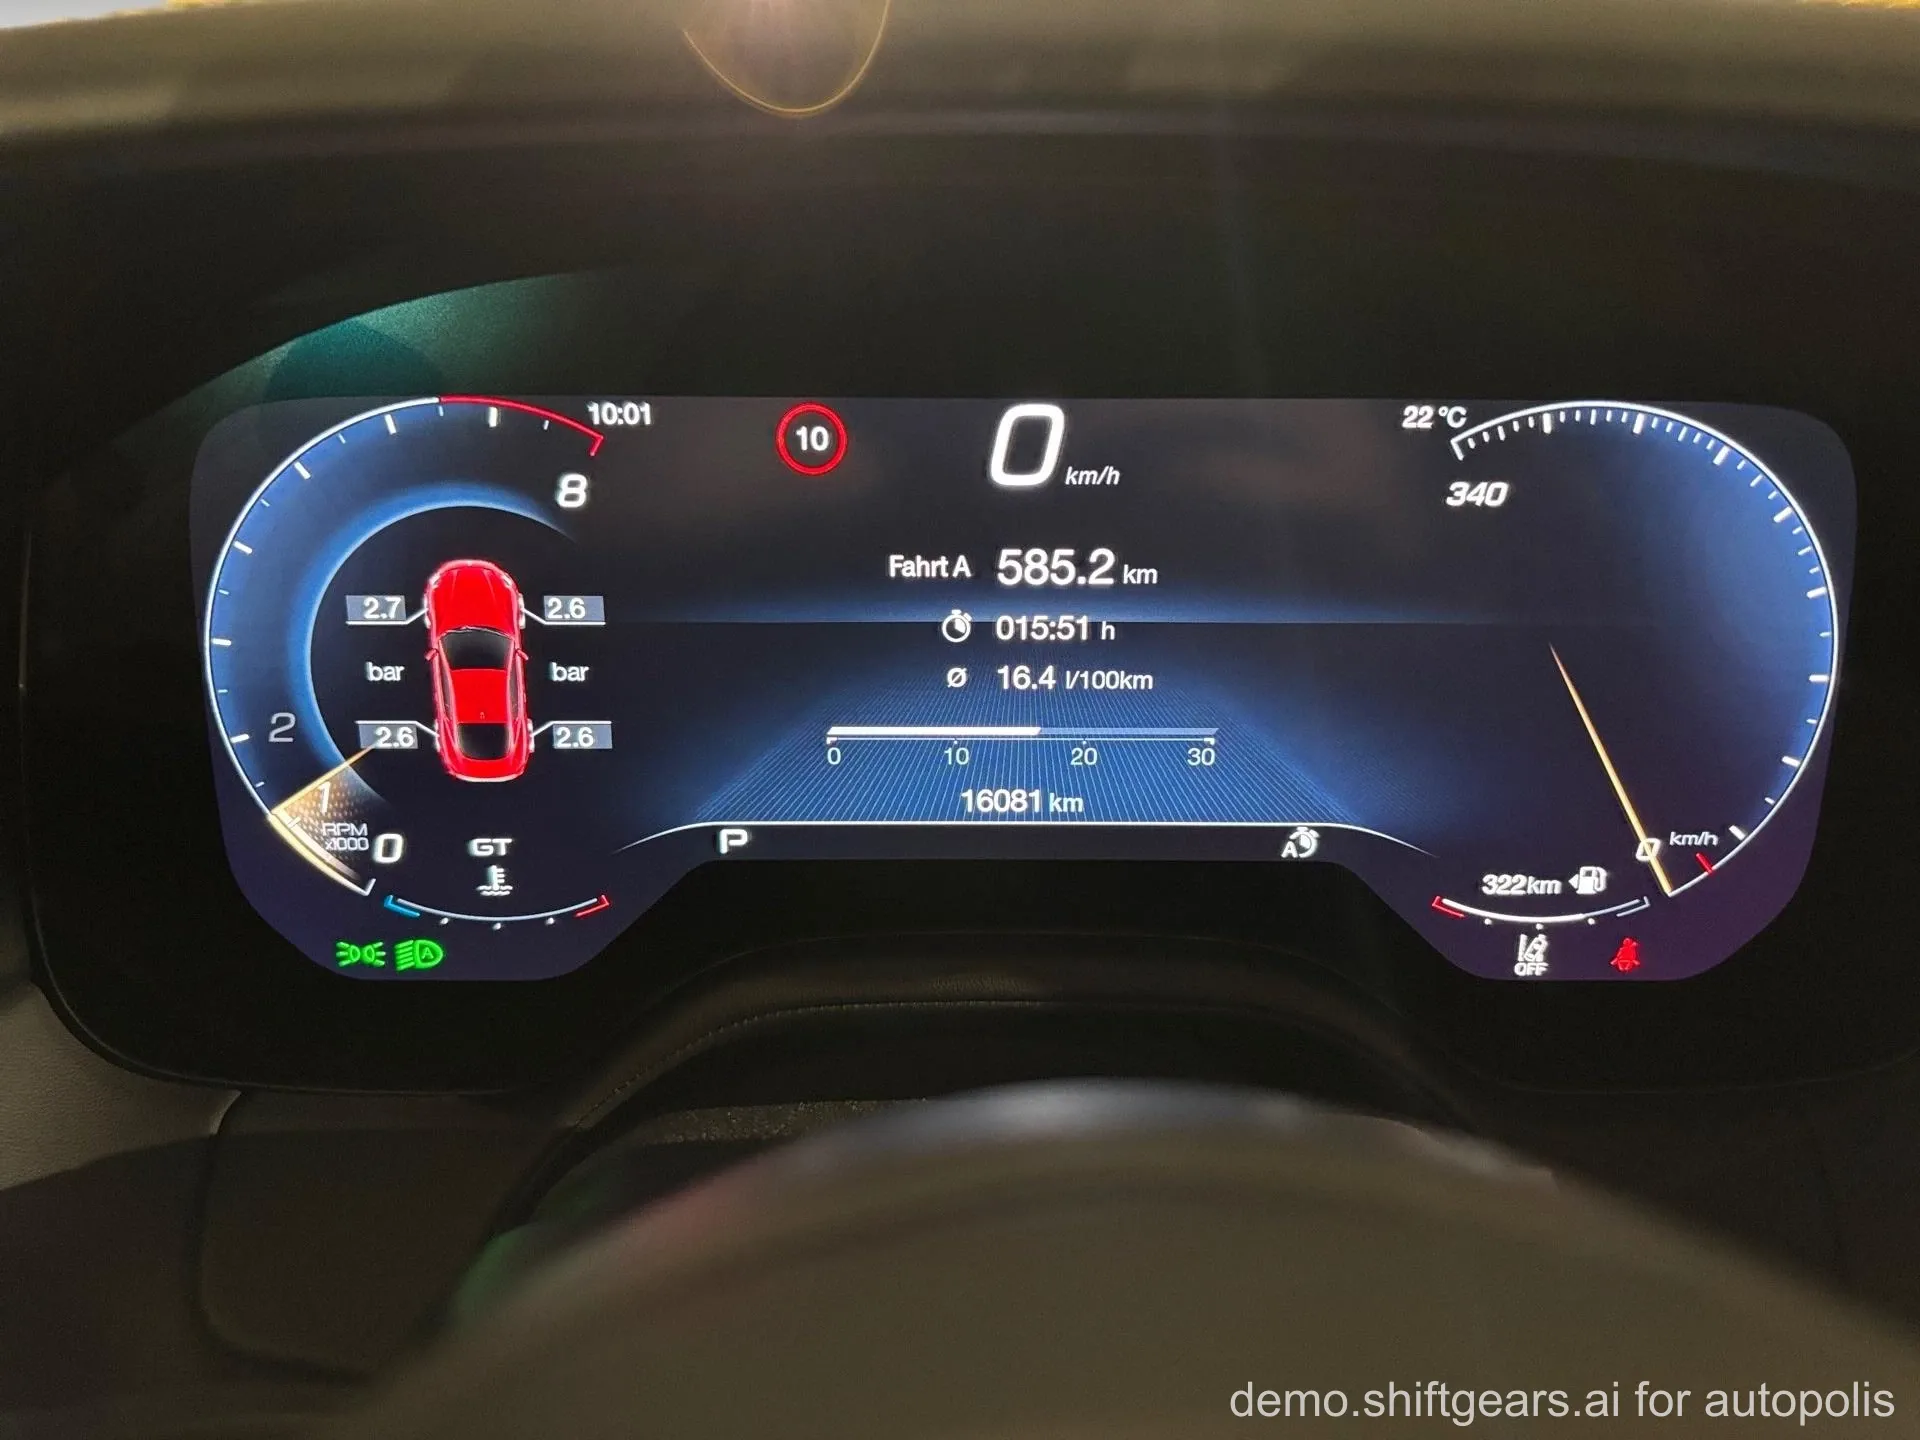 10:01
10
0 km/h
22 °C
8
340
Fahrt A 585.2 km
2.7
2.6
015:51 h
bar
bar
Ø 16.4 l/100km
2
2.6
2.6
0 10 20 30
1
16081 km
RPM
x1000
0
GT
P
A
0 km/h
322km
A
OFF
demo.shiftgears.ai for autopolis